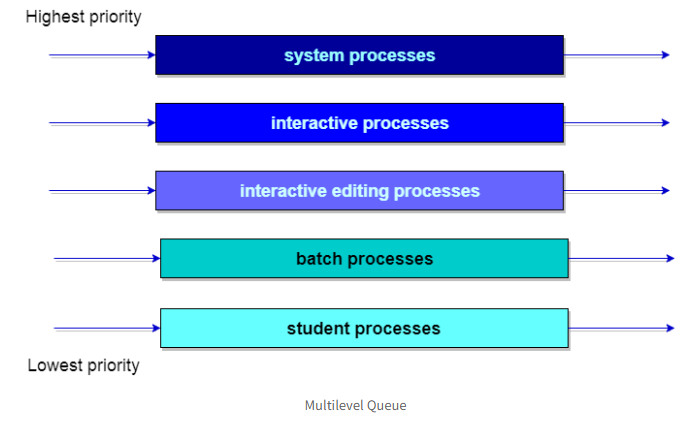 Highest priority
system processes
interactive processes
interactive editing processes
batch processes
student processes
Lowest priority
Multilevel Queue